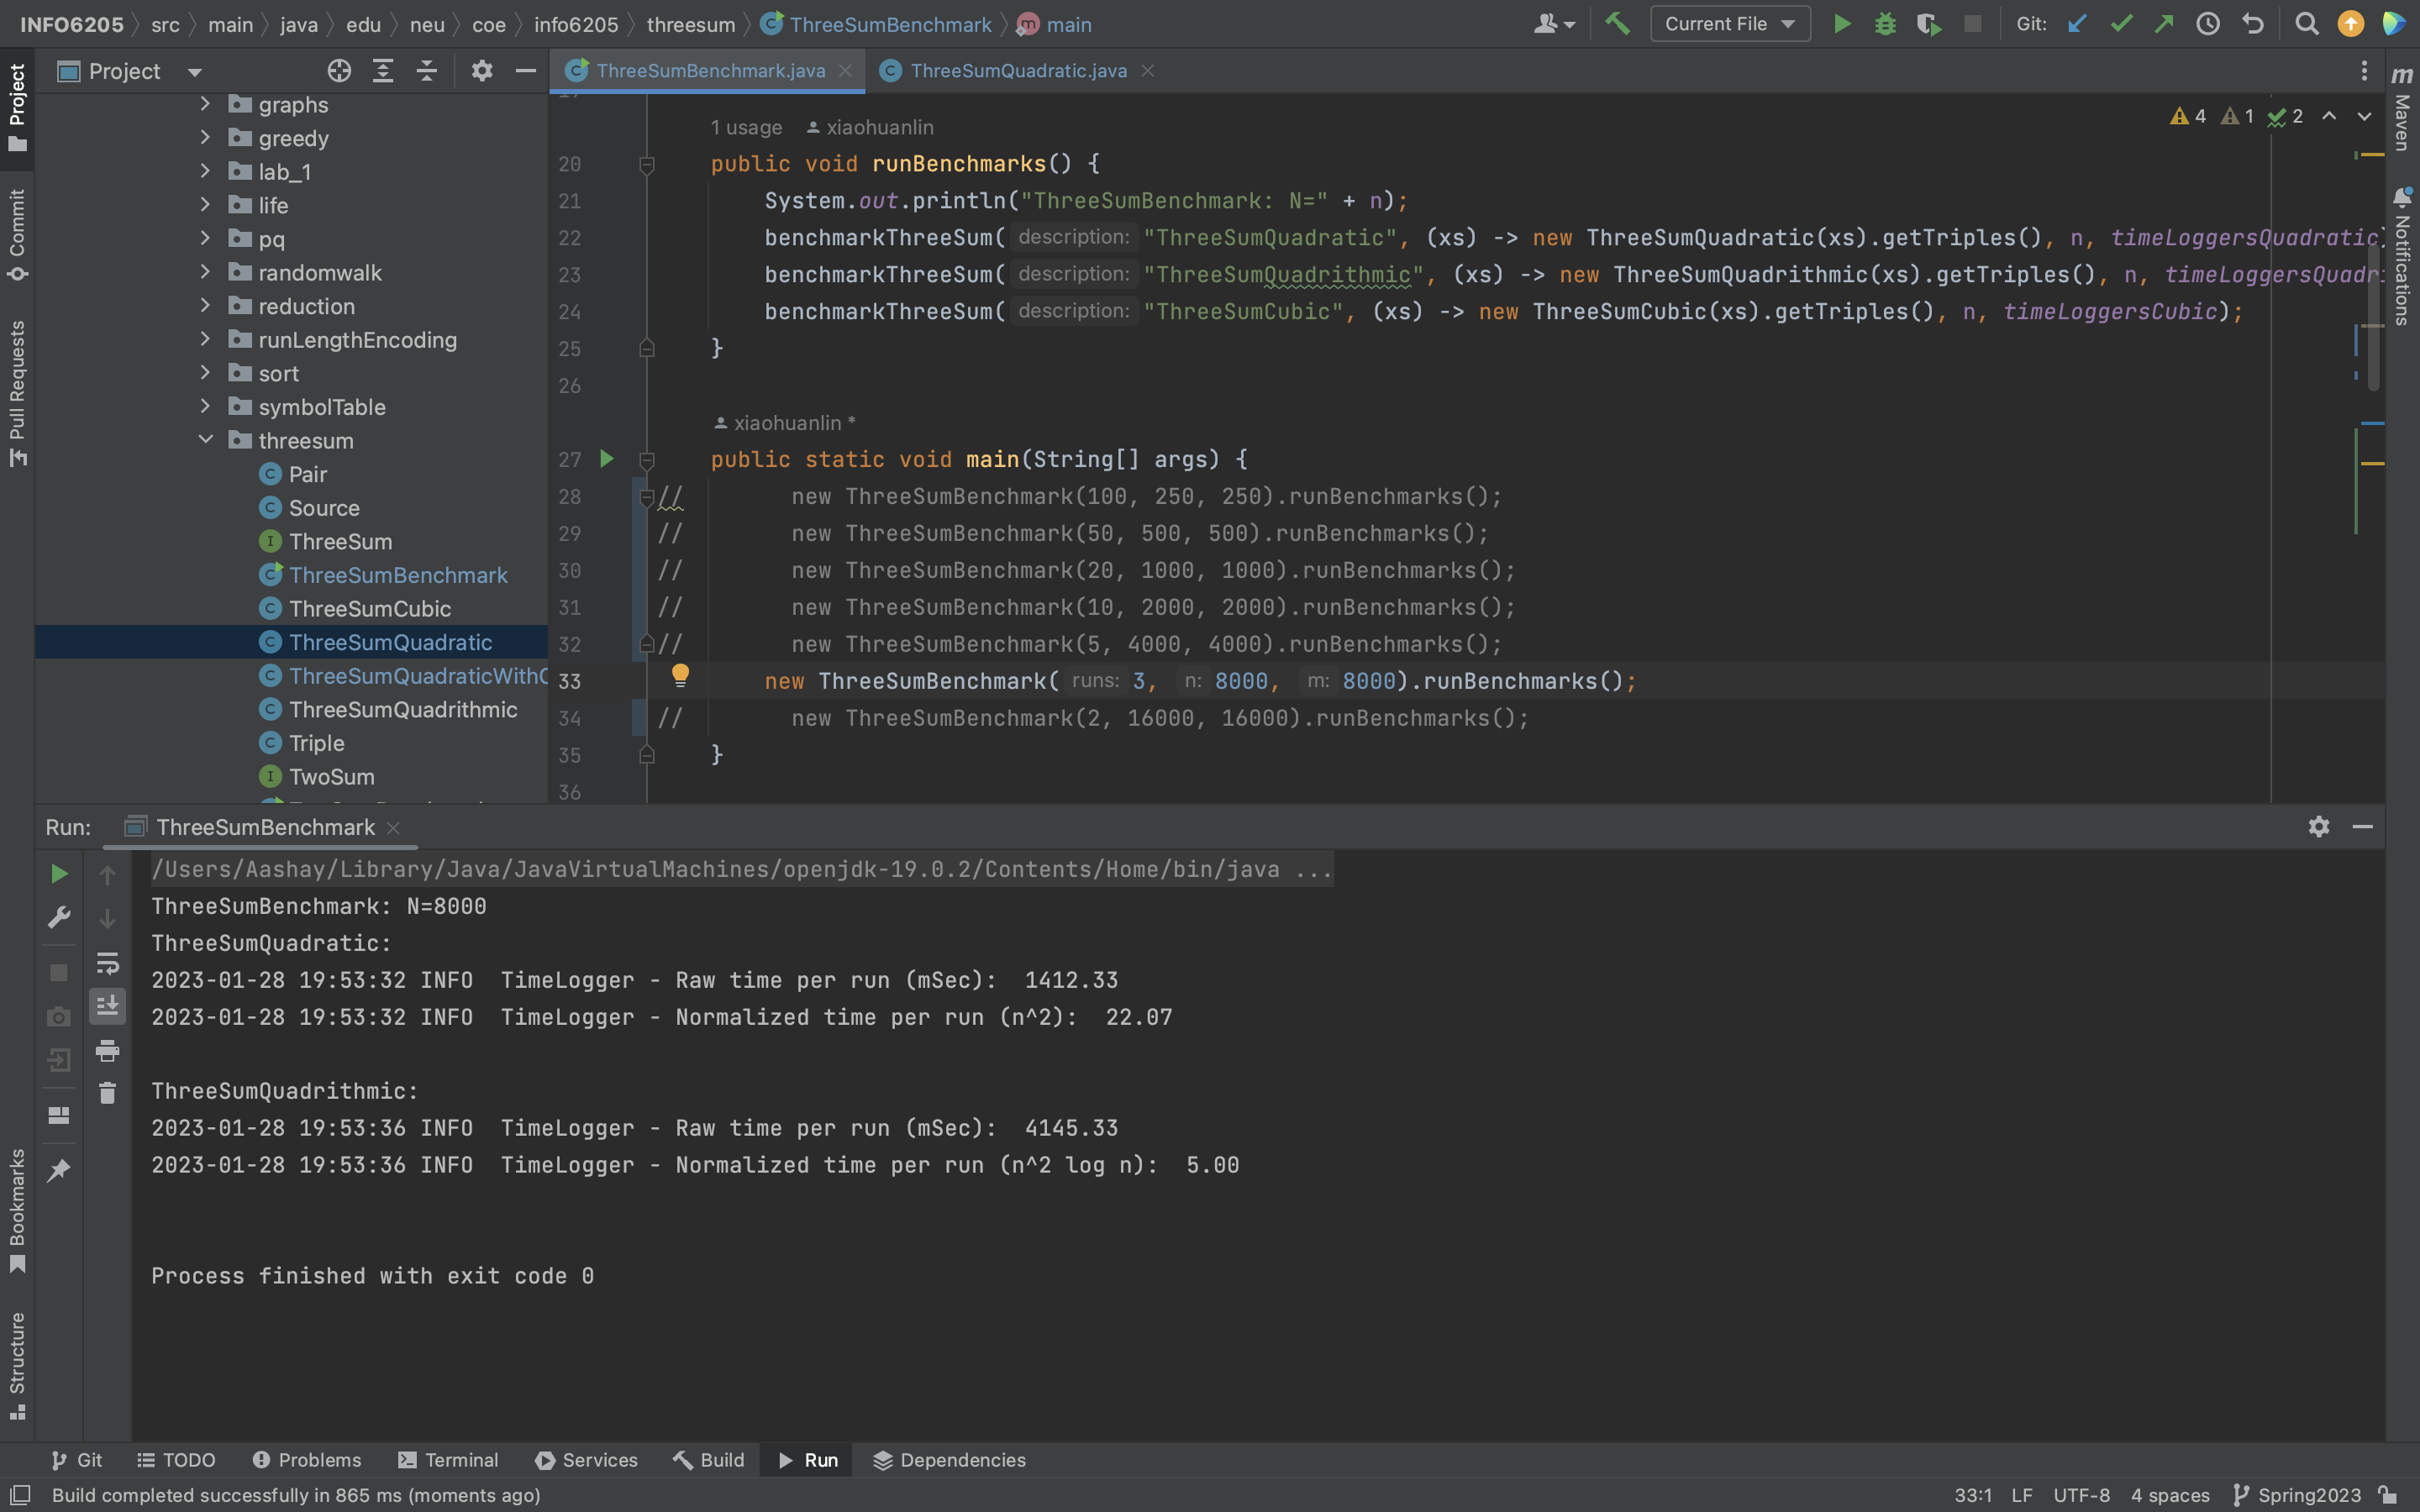 INFO6205 src main java edu neu coe info6205 threesum ThreeSumBenchmark main
Current File
Git:
Project
ThreeSumBenchmark.java
ThreeSumQuadratic.java
Project
Commit
Pull Requests
Bookmarks
Structure
graphs
greedy
lab_1
life
pq
randomwalk
reduction
runLengthEncoding
sort
symbolTable
threesum
Pair
Source
ThreeSum
ThreeSumBenchmark
ThreeSumCubic
ThreeSumQuadratic
ThreeSumQuadraticWithC
ThreeSumQuadrithmic
Triple
TwoSum
4 1 2
1 usage xiaohuanlin
20 public void runBenchmarks() {
21 System.out.println("ThreeSumBenchmark: N=" + n);
22 benchmarkThreeSum( description: "ThreeSumQuadratic", (xs) -> new ThreeSumQuadratic(xs).getTriples(), n, timeLoggersQuadratic)
23 benchmarkThreeSum( description: "ThreeSumQuadrithmic", (xs) -> new ThreeSumQuadrithmic(xs).getTriples(), n, timeLoggersQuadri
24 benchmarkThreeSum( description: "ThreeSumCubic", (xs) -> new ThreeSumCubic(xs).getTriples(), n, timeLoggersCubic);
25 }
26
xiaohuanlin *
27 public static void main(String[] args) {
28 // new ThreeSumBenchmark(100, 250, 250).runBenchmarks();
29 // new ThreeSumBenchmark(50, 500, 500).runBenchmarks();
30 // new ThreeSumBenchmark(20, 1000, 1000).runBenchmarks();
31 // new ThreeSumBenchmark(10, 2000, 2000).runBenchmarks();
32 // new ThreeSumBenchmark(5, 4000, 4000).runBenchmarks();
33 new ThreeSumBenchmark( runs: 3, n: 8000, m: 8000).runBenchmarks();
34 // new ThreeSumBenchmark(2, 16000, 16000).runBenchmarks();
35 }
36
m Maven
Notifications
Run: ThreeSumBenchmark
/Users/Aashay/Library/Java/JavaVirtualMachines/openjdk-19.0.2/Contents/Home/bin/java ...
ThreeSumBenchmark: N=8000
ThreeSumQuadratic:
2023-01-28 19:53:32 INFO  TimeLogger - Raw time per run (mSec):  1412.33
2023-01-28 19:53:32 INFO  TimeLogger - Normalized time per run (n^2):  22.07
ThreeSumQuadrithmic:
2023-01-28 19:53:36 INFO  TimeLogger - Raw time per run (mSec):  4145.33
2023-01-28 19:53:36 INFO  TimeLogger - Normalized time per run (n^2 log n):  5.00
Process finished with exit code 0
Git TODO Problems Terminal Services Build Run Dependencies
Build completed successfully in 865 ms (moments ago)
33:1 LF UTF-8 4 spaces Spring2023